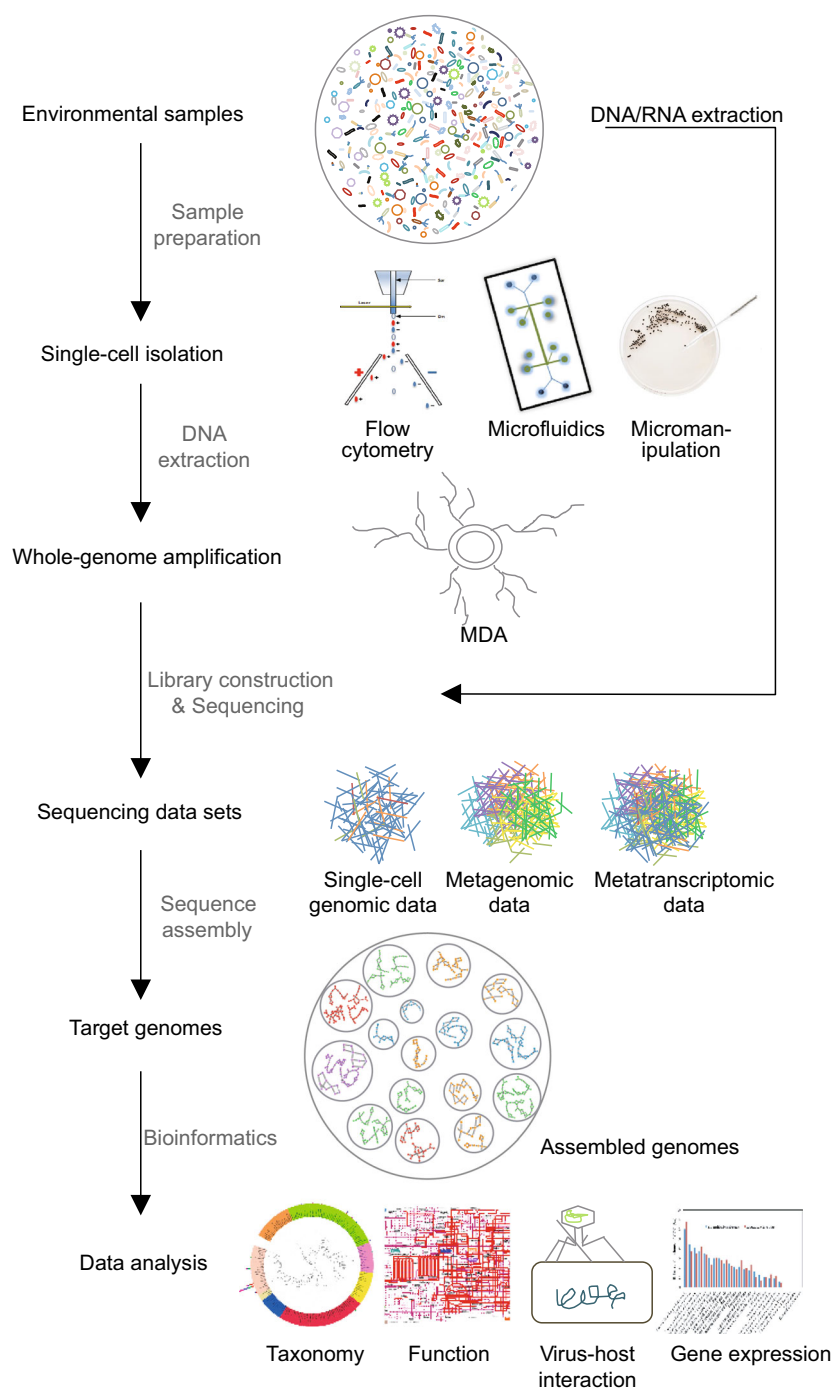 Environmental samples
DNA/RNA extraction
Sample
preparation
Laser
Single-cell isolation
Flow
cytometry
Microfluidics
Microman-
ipulation
DNA
extraction
Whole-genome amplification
MDA
Library construction
& Sequencing
Sequencing data sets
Single-cell
genomic data
Metagenomic
data
Metatranscriptomic
data
Sequence
assembly
Target genomes
Bioinformatics
Assembled genomes
Data analysis
Taxonomy
Function
Virus-host
interaction
Gene expression